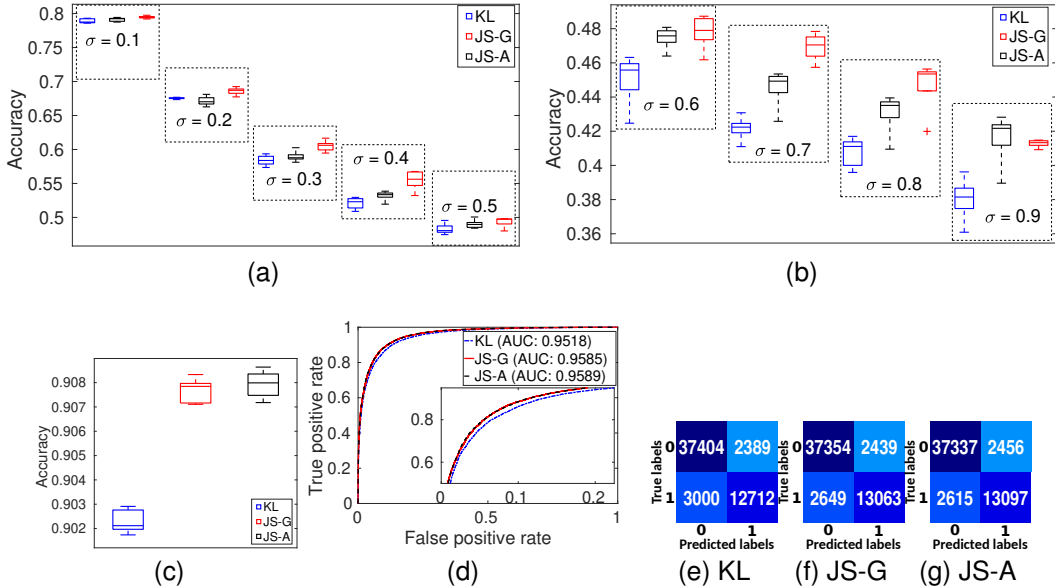 Accuracy
0.8
0.75
0.7
0.65
0.6
0.55
0.5
σ = 0.1
σ = 0.2
σ = 0.3
σ = 0.4
σ = 0.5
KL
JS-G
JS-A
(a)
Accuracy
0.48
0.46
0.44
0.42
0.4
0.38
0.36
σ = 0.6
σ = 0.7
σ = 0.8
σ = 0.9
KL
JS-A
JS-G
(b)
Accuracy
0.908
0.907
0.906
0.905
0.904
0.903
0.902
KL
JS-G
JS-A
(c)
True positive rate
1
0.8
0.6
0.4
0.2
0
0
0.5
1
False positive rate
KL (AUC: 0.9518)
JS-G (AUC: 0.9585)
JS-A (AUC: 0.9589)
0.8
0.6
0
0.1
0.2
(d)
True labels
0
37404 2389
1
3000 12712
0 1
Predicted labels
(e) KL
True labels
0
37354 2439
1
2649 13063
0 1
Predicted labels
(f) JS-G
True labels
0
37337 2456
1
2615 13097
0 1
Predicted labels
(g) JS-A